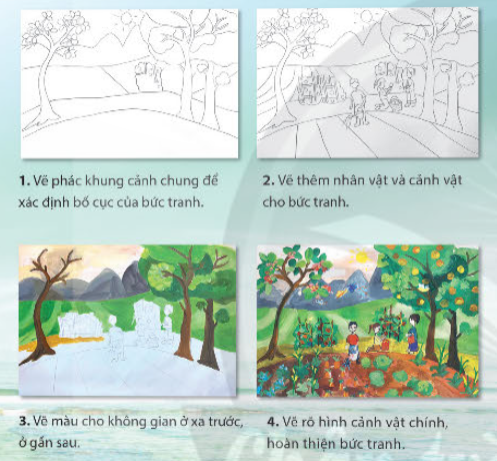 1. Vẽ phác khung cảnh chung để
xác định bố cục của bức tranh.
2. Vẽ thêm nhân vật và cảnh vật
cho bức tranh.
3. Vẽ màu cho không gian ở xa trước,
ở gần sau.
4. Vẽ rõ hình cảnh vật chính,
hoàn thiện bức tranh.